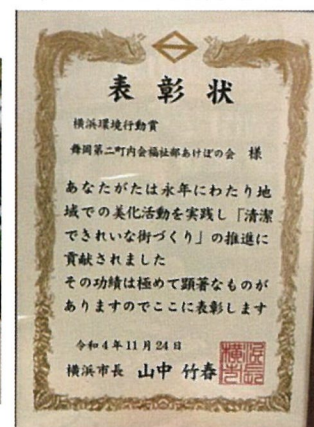 表彰状
横浜環境行動賞
舞岡第二町内会福祉部あけぼの会 様
あなたがたは永年にわたり地
域での美化活動を実践し「清潔
できれいな街づくり」の推進に
貢献されました
その功績は極めて顕著なものが
ありますのでここに表彰します
令和4年11月24日
横浜市長 山中 竹春